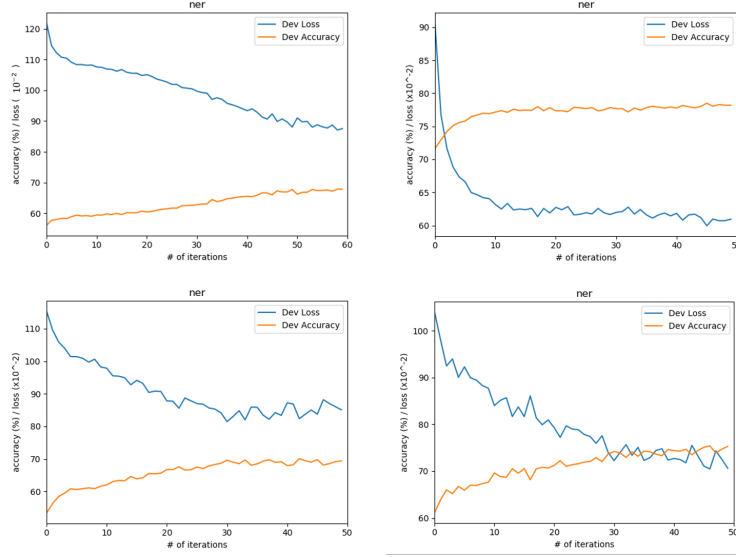 ner
accuracy (%) / loss ( 10⁻²)
120
110
100
90
80
70
60
0 10 20 30 40 50 60
# of iterations
Dev Loss
Dev Accuracy
ner
accuracy (%) / loss (x10^-2)
90
85
80
75
70
65
60
0 10 20 30 40 50
# of iterations
Dev Loss
Dev Accuracy
ner
accuracy (%) / loss (x10^-2)
110
100
90
80
70
60
0 10 20 30 40 50
# of iterations
Dev Loss
Dev Accuracy
ner
accuracy (%) / loss (x10^-2)
100
90
80
70
60
0 10 20 30 40 50
# of iterations
Dev Loss
Dev Accuracy